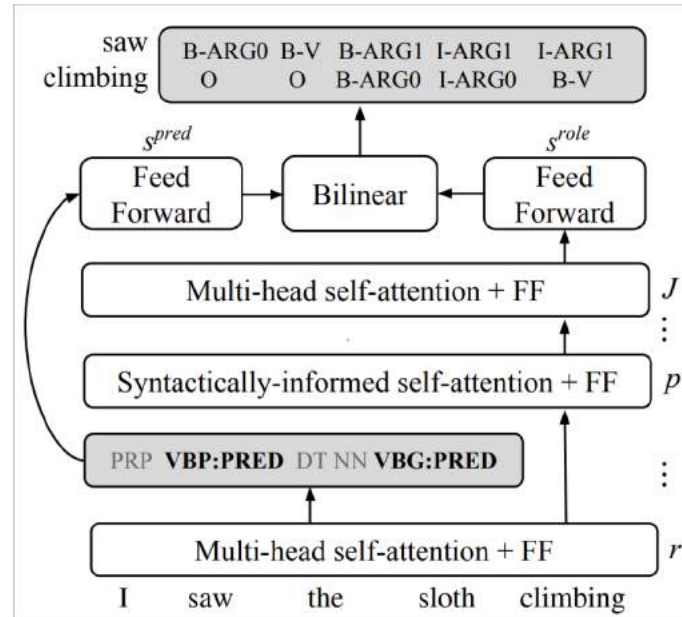 saw B-ARG0 B-V B-ARG1 I-ARG1 I-ARG1
climbing O O B-ARG0 I-ARG0 B-V
s^pred s^role
Feed Forward
Bilinear
Feed Forward
Multi-head self-attention + FF J
Syntactically-informed self-attention + FF p
PRP VBP:PRED DT NN VBG:PRED
Multi-head self-attention + FF r
I saw the sloth climbing